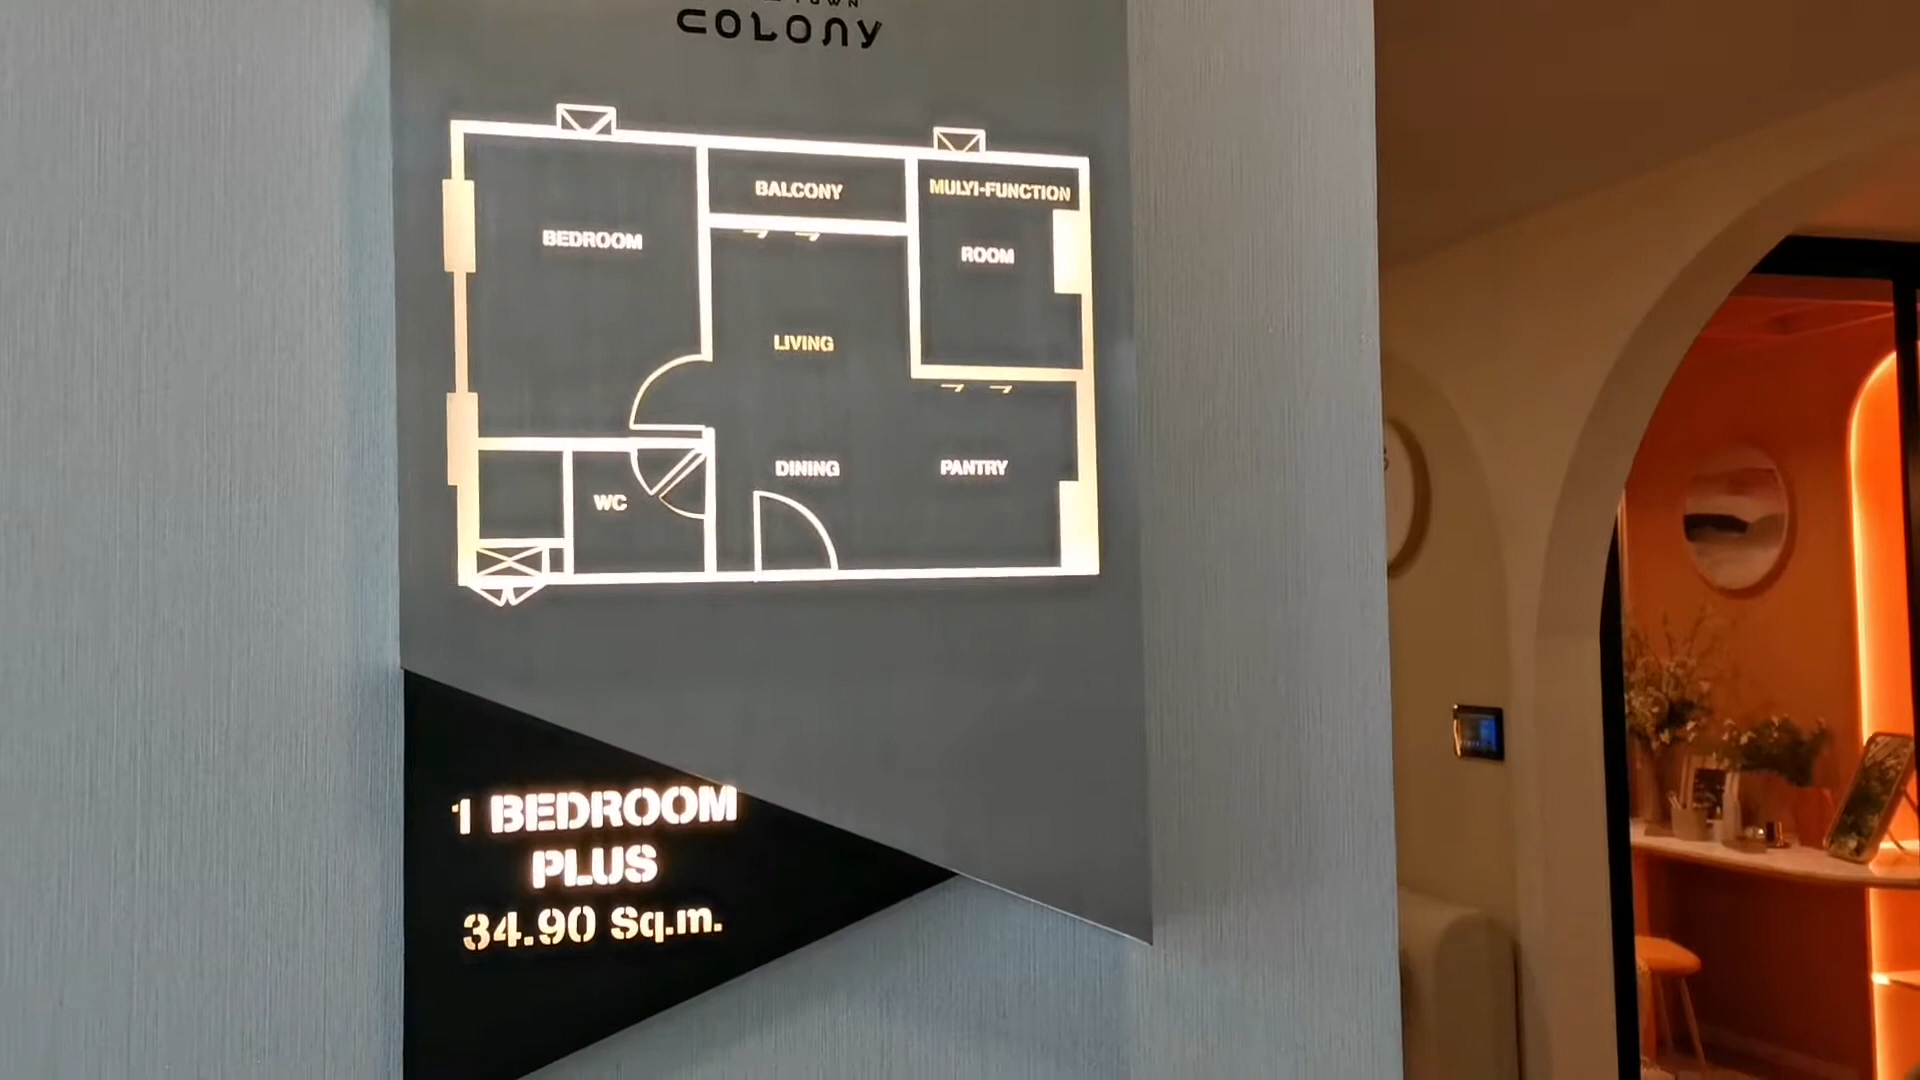 COLONY
BALCONY
MULYI-FUNCTION
BEDROOM
ROOM
LIVING
DINING
PANTRY
WC
1 BEDROOM
PLUS
34.90 Sq.m.